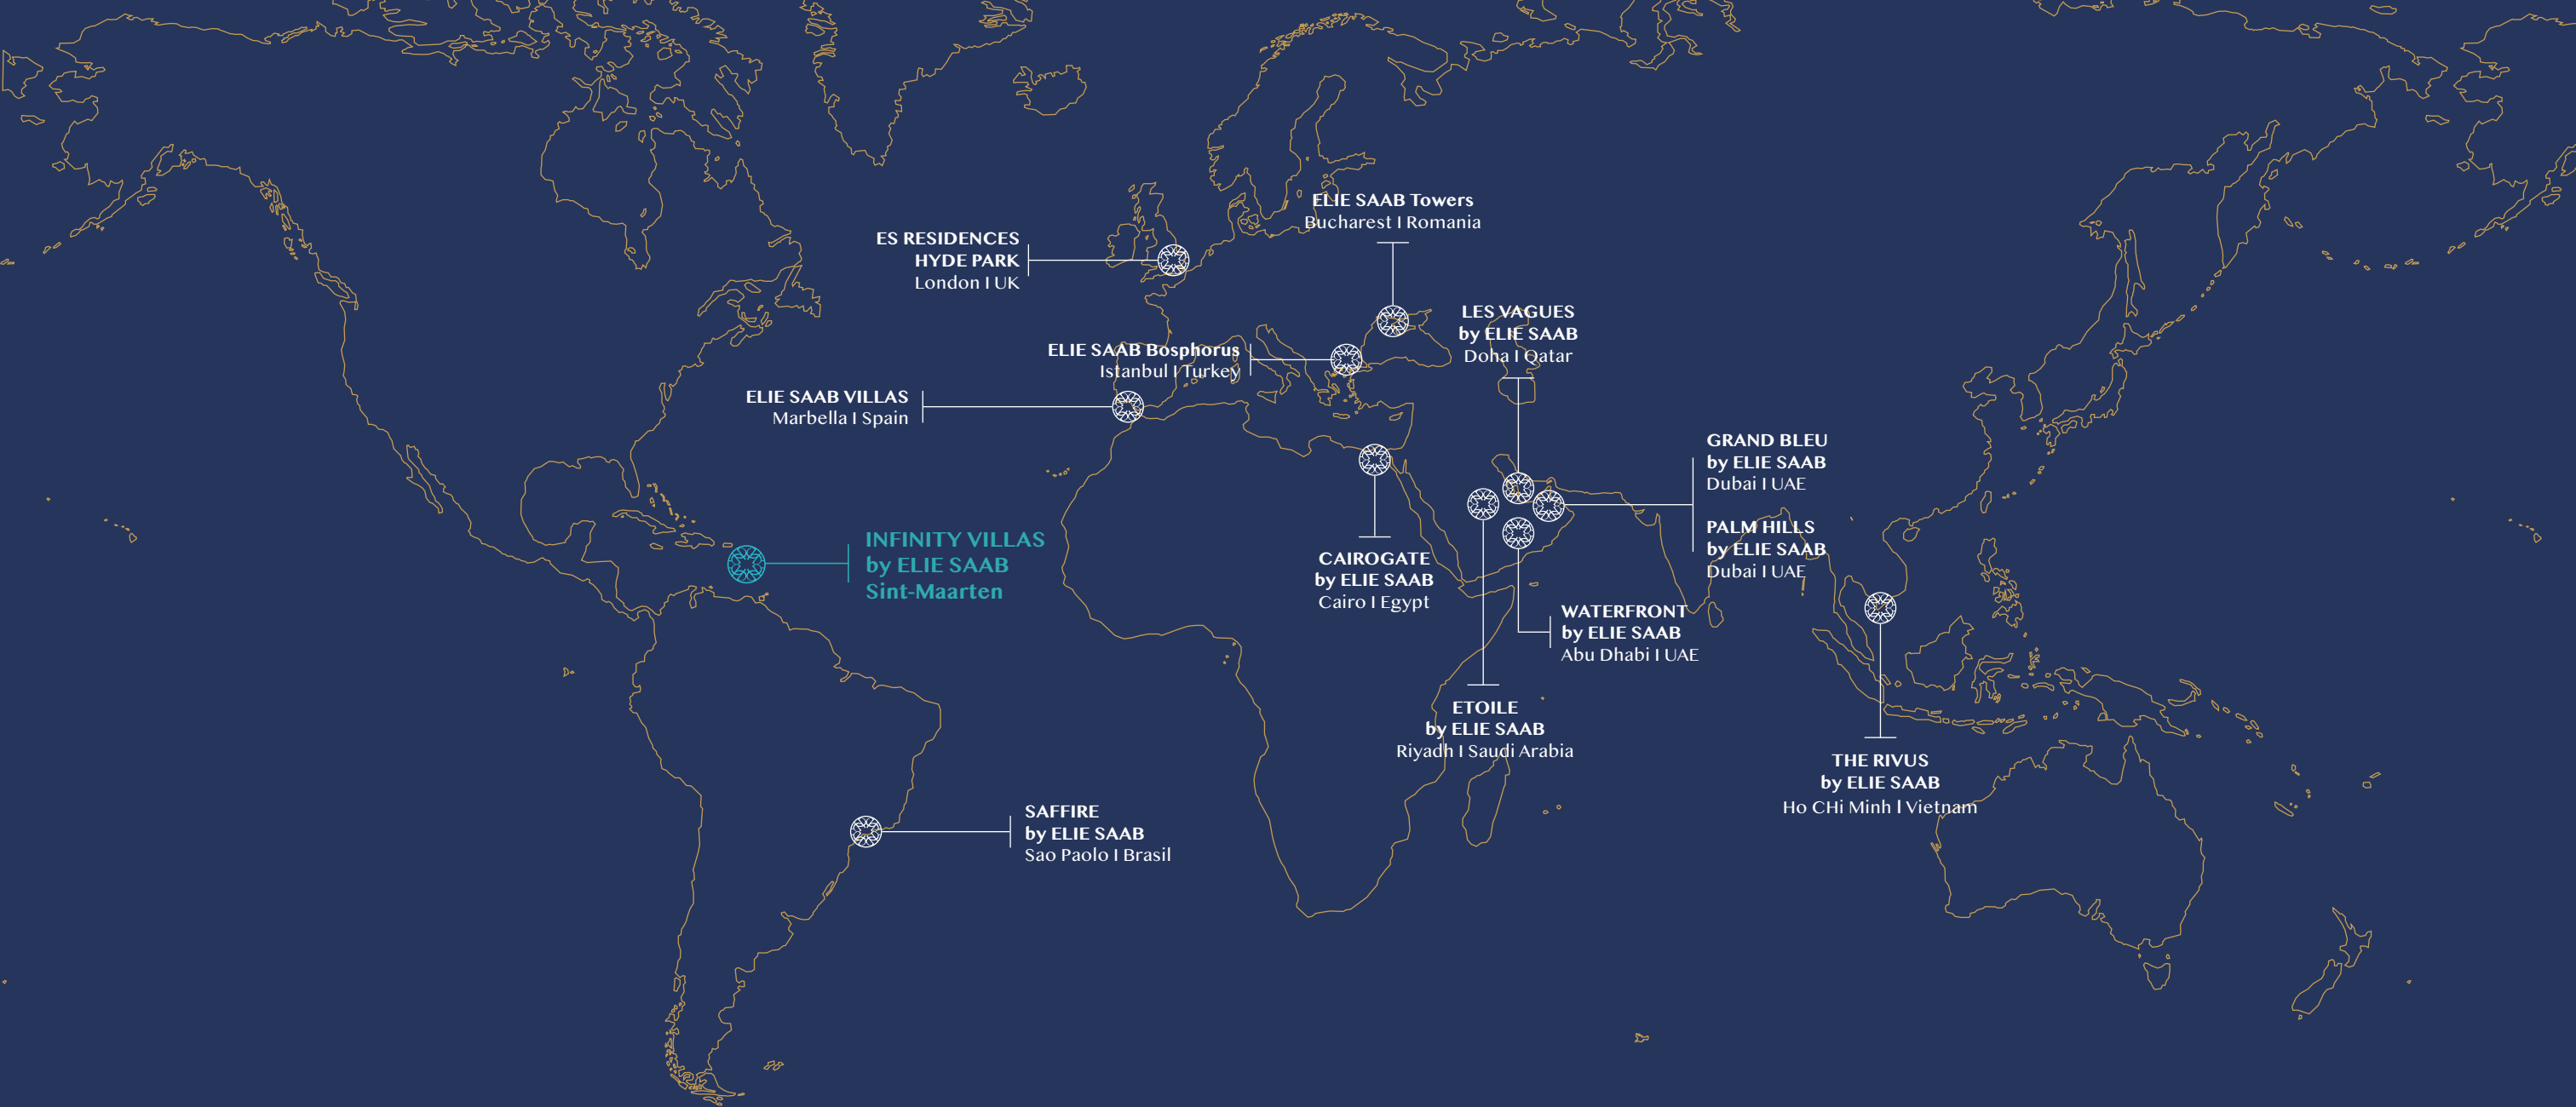 ELIE SAAB Towers
Bucharest I Romania
ES RESIDENCES
HYDE PARK
London I UK
LES VAGUES
by ELIE SAAB
Doha I Qatar
ELIE SAAB Bosphorus
Istanbul I Turkey
ELIE SAAB VILLAS
Marbella I Spain
GRAND BLEU
by ELIE SAAB
Dubai I UAE
PALM HILLS
by ELIE SAAB
Dubai I UAE
INFINITY VILLAS
by ELIE SAAB
Sint-Maarten
CAIROGATE
by ELIE SAAB
Cairo I Egypt
WATERFRONT
by ELIE SAAB
Abu Dhabi I UAE
ETOILE
by ELIE SAAB
Riyadh I Saudi Arabia
THE RIVUS
by ELIE SAAB
Ho CHi Minh l Vietnam
SAFFIRE
by ELIE SAAB
Sao Paolo I Brasil